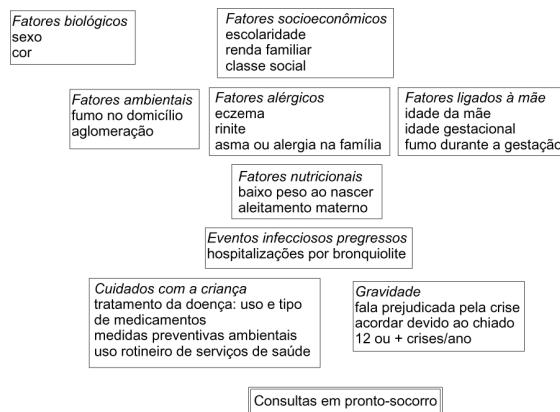 Fatores biológicos
sexo
cor
Fatores socioeconômicos
escolaridade
renda familiar
classe social
Fatores ambientais
fumo no domicílio
aglomeração
Fatores alérgicos
eczema
rinite
asma ou alergia na família
Fatores ligados à mãe
idade da mãe
idade gestacional
fumo durante a gestação
Fatores nutricionais
baixo peso ao nascer
aleitamento materno
Eventos infecciosos pregressos
hospitalizações por bronquiolite
Cuidados com a criança
tratamento da doença: uso e tipo
de medicamentos
medidas preventivas ambientais
uso rotineiro de serviços de saúde
Gravidade
fala prejudicada pela crise
acordar devido ao chiado
12 ou + crises/ano
Consultas em pronto-socorro